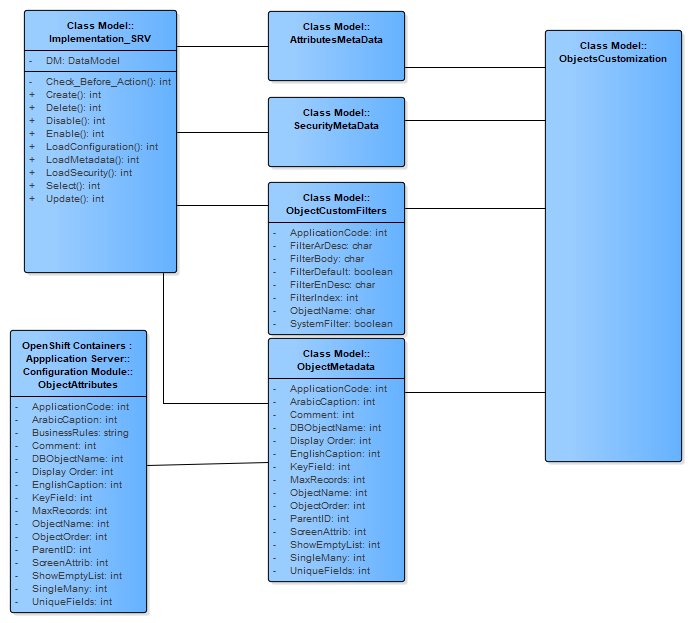 Class Model::
Implementation_SRV
- DM: DataModel
- Check_Before_Action(): int
+ Create(): int
+ Delete(): int
+ Disable(): int
+ Enable(): int
+ LoadConfiguration(): int
+ LoadMetadata(): int
+ LoadSecurity(): int
+ Select(): int
+ Update(): int
Class Model::
AttributesMetaData
Class Model::
ObjectsCustomization
Class Model::
SecurityMetaData
Class Model::
ObjectCustomFilters
- ApplicationCode: int
- FilterArDesc: char
- FilterBody: char
- FilterDefault: boolean
- FilterEnDesc: char
- FilterIndex: int
- ObjectName: char
- SystemFilter: boolean
OpenShift Containers :
Appplication Server::
Configuration Module::
ObjectAttributes
- ApplicationCode: int
- ArabicCaption: int
- BusinessRules: string
- Comment: int
- DBObjectName: int
- Display Order: int
- EnglishCaption: int
- KeyField: int
- MaxRecords: int
- ObjectName: int
- ObjectOrder: int
- ParentID: int
- ScreenAttrib: int
- ShowEmptyList: int
- SingleMany: int
- UniqueFields: int
Class Model::
ObjectMetadata
- ApplicationCode: int
- ArabicCaption: int
- Comment: int
- DBObjectName: int
- Display Order: int
- EnglishCaption: int
- KeyField: int
- MaxRecords: int
- ObjectName: int
- ObjectOrder: int
- ParentID: int
- ScreenAttrib: int
- ShowEmptyList: int
- SingleMany: int
- UniqueFields: int